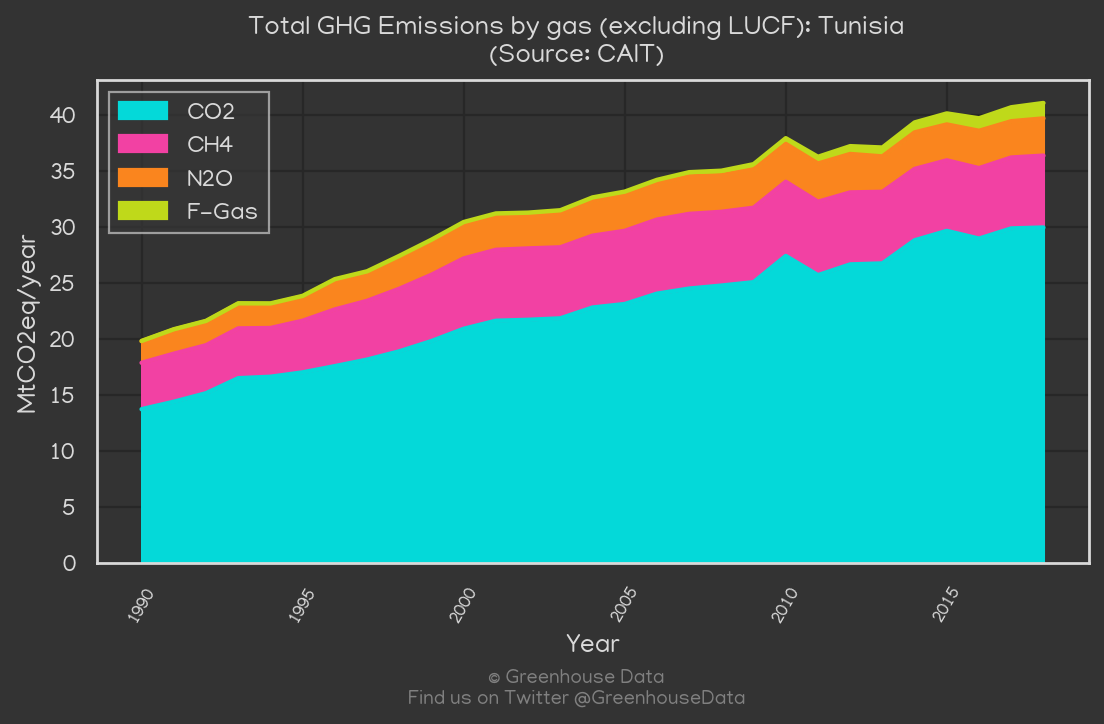 Total GHG Emissions by gas (excluding LUCF): Tunisia
(Source: CAIT)
CO2
CH4
N2O
F-Gas
MtCO2eq/year
40
35
30
25
20
15
10
5
0
1990
1995
2000
2005
2010
2015
Year
© Greenhouse Data
Find us on Twitter @GreenhouseData